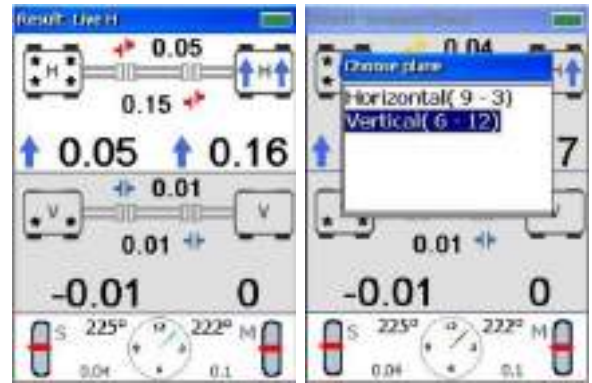 Result: Live H
0.05
H
H
0.15
0.05
0.16
0.01
V
V
0.01
-0.01
0
S
225°
12
222°
M
0.04
0.1
0.04
Choose plane
Horizontal( 9 - 3)
Vertical( 6 - 12)
7
0.01
-0.01
0
S
225°
12
222°
M
0.04
0.1